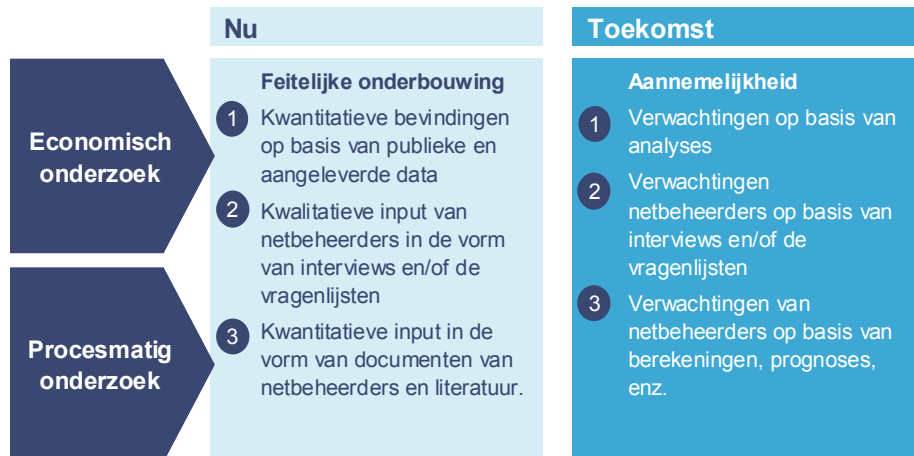 Nu
Toekomst
Economisch
onderzoek
Procesmatig
onderzoek
Feitelijke onderbouwing
1 Kwantitatieve bevindingen
op basis van publieke en
aangeleverde data
2 Kwalitatieve input van
netbeheerders in de vorm
van interviews en/of de
vragenlijsten
3 Kwantitatieve input in de
vorm van documenten van
netbeheerders en literatuur.
Aannemelijkheid
1 Verwachtingen op basis van
analyses
2 Verwachtingen
netbeheerders op basis van
interviews en/of de
vragenlijsten
3 Verwachtingen van
netbeheerders op basis van
berekeningen, prognoses,
enz.